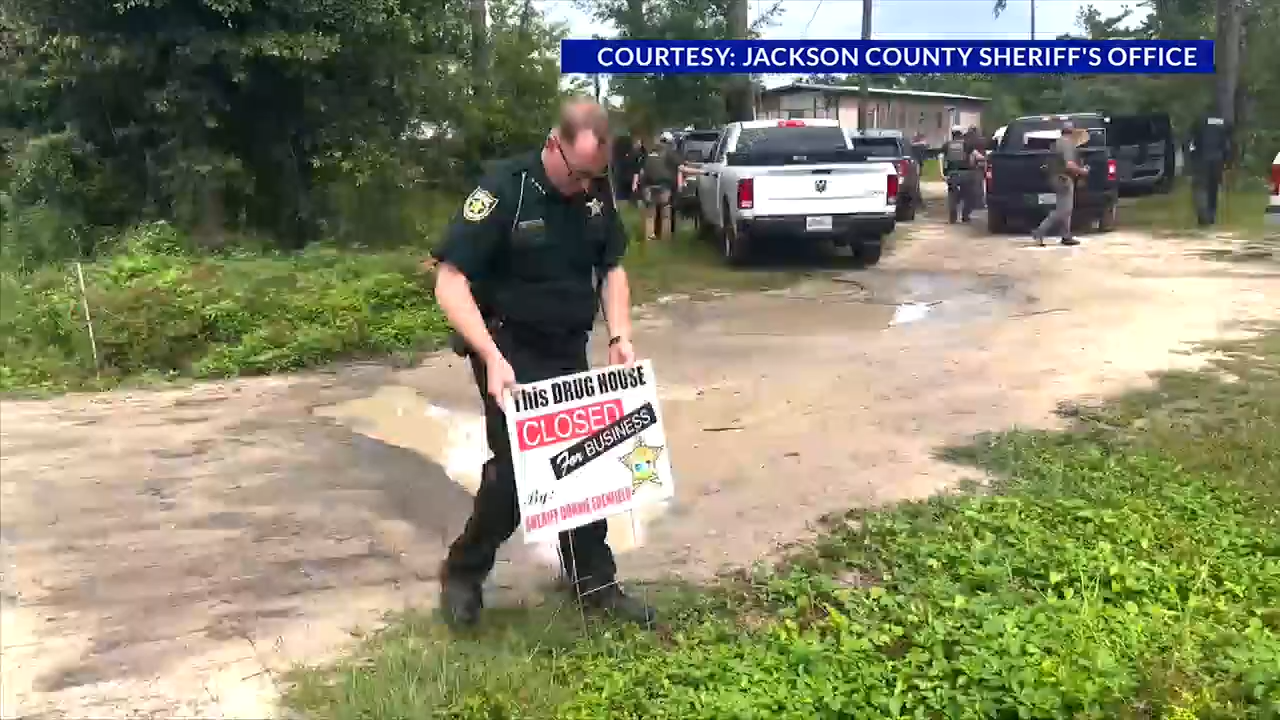 COURTESY: JACKSON COUNTY SHERIFF'S OFFICE
This DRUG HOUSE
CLOSED
For BUSINESS
By:
SHERIFF DONNIE EDENFIELD